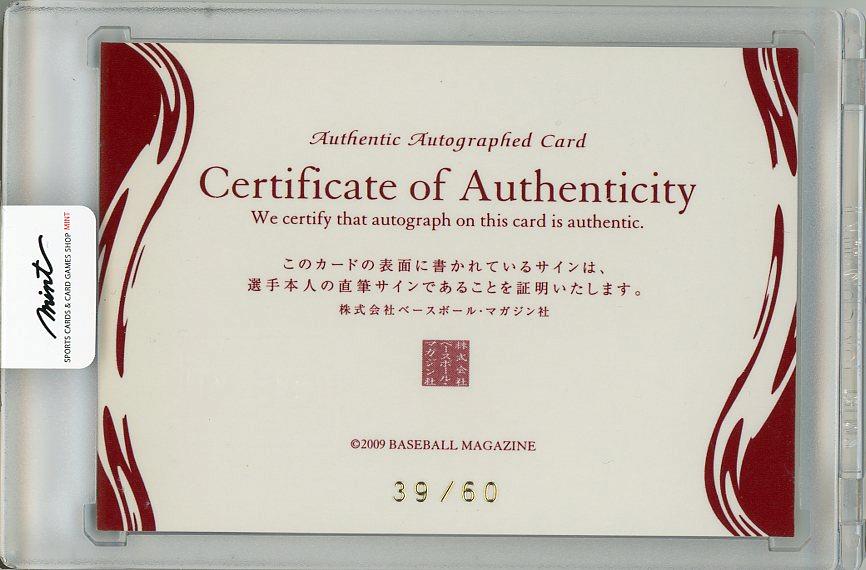 Authentic Autographed Card
Certificate of Authenticity
We certify that autograph on this card is authentic.
このカードの表面に書かれているサインは、
選手本人の直筆サインであることを証明いたします。
株式会社ベースボール・マガジン社
株式会社
ベースボール・
マガジン社
©2009 BASEBALL MAGAZINE
39/60
mint
SPORTS CARDS & CARD GAMES SHOP MINT